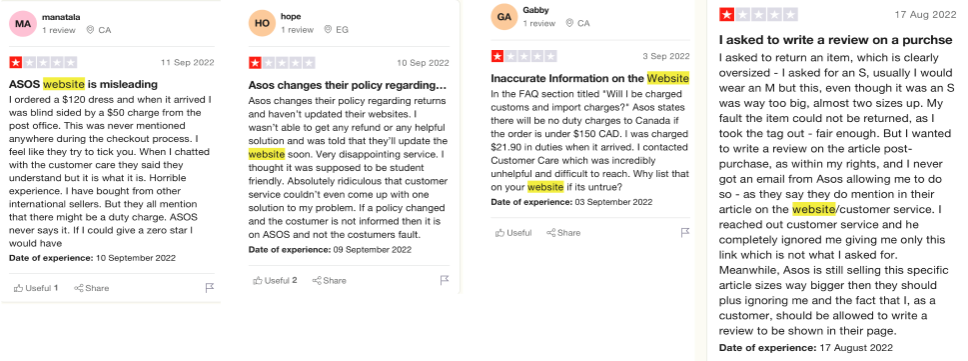 MA
manatala
1 review
CA
11 Sep 2022
ASOS website is misleading
I ordered a $120 dress and when it arrived I
was blind sided by a $50 charge from the
post office. This was never mentioned
anywhere during the checkout process. I
feel like they try to tick you. When I chatted
with the customer care they said they
understand but it is what it is. Horrible
experience. I have bought from other
international sellers. But they all mention
that there might be a duty charge. ASOS
never says it. If I could give a zero star I
would have
Date of experience: 10 September 2022
Useful 1
Share
HO
hope
1 review
EG
10 Sep 2022
Asos changes their policy regarding...
Asos changes their policy regarding returns
and haven't updated their websites. I
wasn't able to get any refund or any helpful
solution and was told that they'll update the
website soon. Very disappointing service. I
thought it was supposed to be student
friendly. Absolutely ridiculous that customer
service couldn't even come up with one
solution to my problem. If a policy changed
and the costumer is not informed then it is
on ASOS and not the costumers fault.
Date of experience: 09 September 2022
Useful 2
Share
GA
Gabby
1 review
CA
3 Sep 2022
Inaccurate Information on the Website
In the FAQ section titled "Will I be charged
customs and import charges?" Asos states
there will be no duty charges to Canada if
the order is under $150 CAD. I was charged
$21.90 in duties when it arrived. I contacted
Customer Care which was incredibly
unhelpful and difficult to reach. Why list that
on your website if its untrue?
Date of experience: 03 September 2022
Useful
Share
17 Aug 2022
I asked to write a review on a purchse
I asked to return an item, which is clearly
oversized - I asked for an S, usually I would
wear an M but this, even though it was an S
was way too big, almost two sizes up. My
fault the item could not be returned, as I
took the tag out - fair enough. But I wanted
to write a review on the article post-
purchase, as within my rights, and I never
got an email from Asos allowing me to do
so - as they say they do mention in their
article on the website/customer service. I
reached out customer service and he
completely ignored me giving me only this
link which is not what I asked for.
Meanwhile, Asos is still selling this specific
article sizes way bigger then they should
plus ignoring me and the fact that I, as a
customer, should be allowed to write a
review to be shown in their page.
Date of experience: 17 August 2022